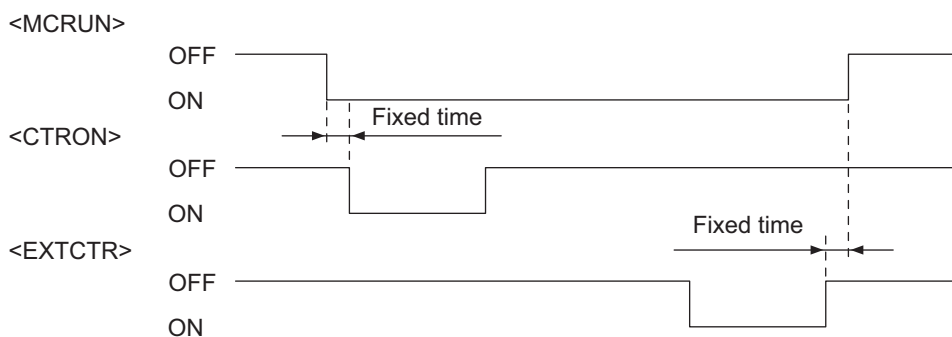 <MCRUN>
OFF
ON
Fixed time
<CTRON>
OFF
ON
Fixed time
<EXTCTR>
OFF
ON